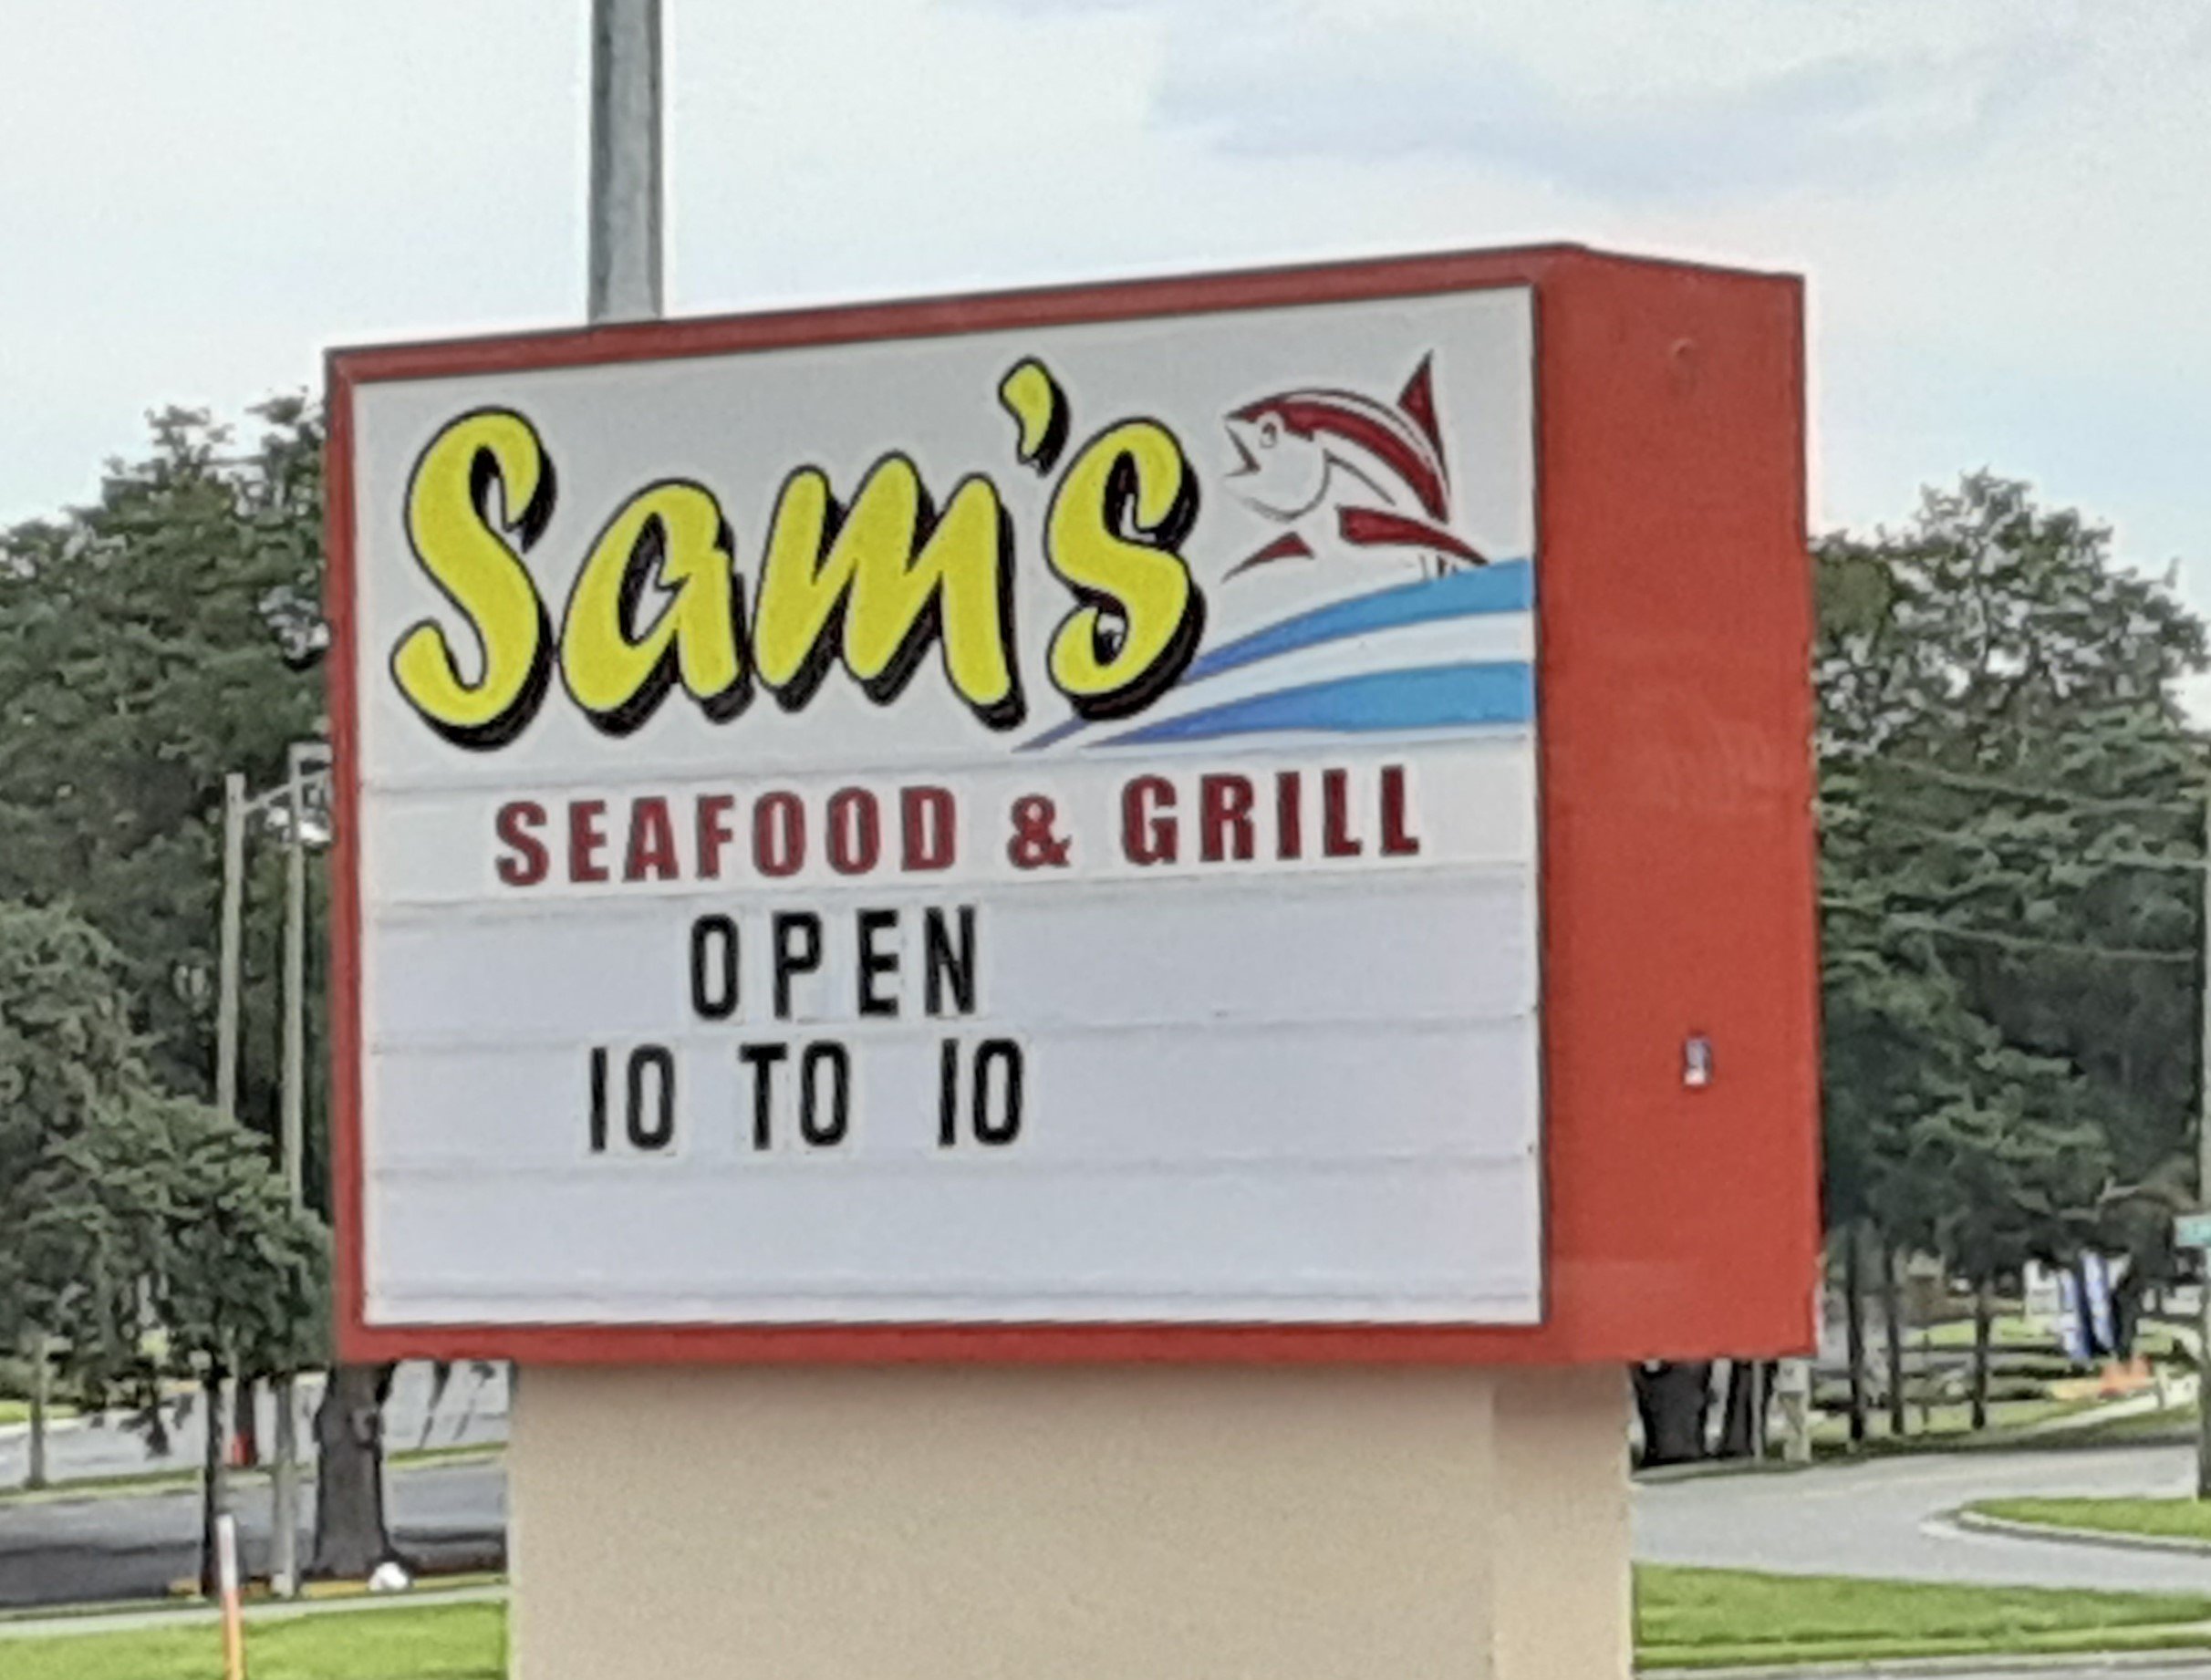 Sam's
SEAFOOD & GRILL
OPEN
10 TO 10